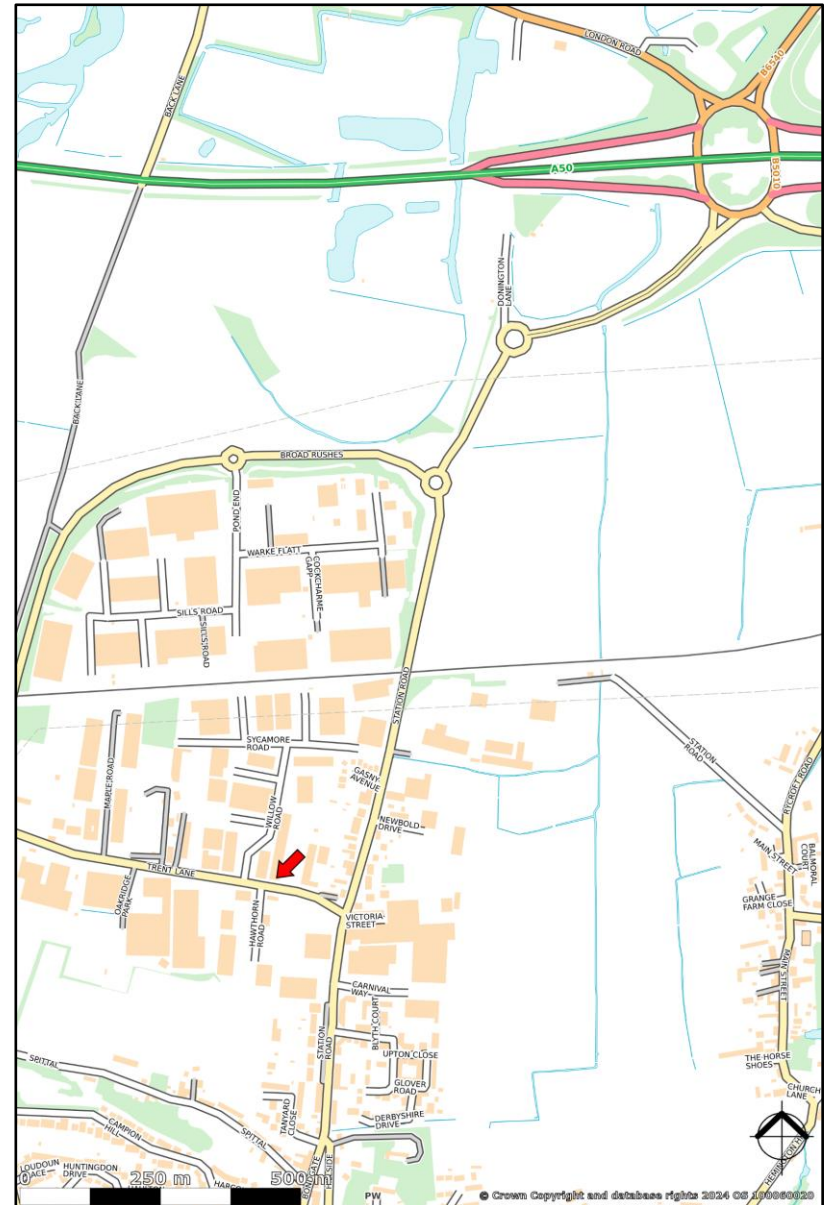 LONDON ROAD
B6540
BACK LANE
A50
B5010
DONINGTON
LANE
BACK LANE
BROAD RUSHES
POND END
WARKE FLATT
COCKCHARME
GAPP
SILLS ROAD
SILLS ROAD
STATION ROAD
SYCAMORE
ROAD
STATION
ROAD
MAPLE ROAD
GASNY
AVENUE
WILLOW
ROAD
NEWBOLD
DRIVE
RYCROFT ROAD
MAIN STREET
BALMORAL
COURT
TRENT LANE
OAKRIDGE
PARK
HAWTHORN
ROAD
VICTORIA
STREET
GRANGE
FARM CLOSE
MAIN STREET
CARNIVAL
WAY
BLYTH COURT
STATION
ROAD
UPTON CLOSE
GLOVER
ROAD
THE HORSE
SHOES
CHURCH
LANE
SPITTAL
CAMPION
HILL
SPITTAL
TANYARD
CLOSE
DERBYSHIRE
DRIVE
HUNTINGDON
DRIVE
HILLSIDE
PW
0 250 m 500 m
© Crown Copyright and database rights 2024 OS 100060020